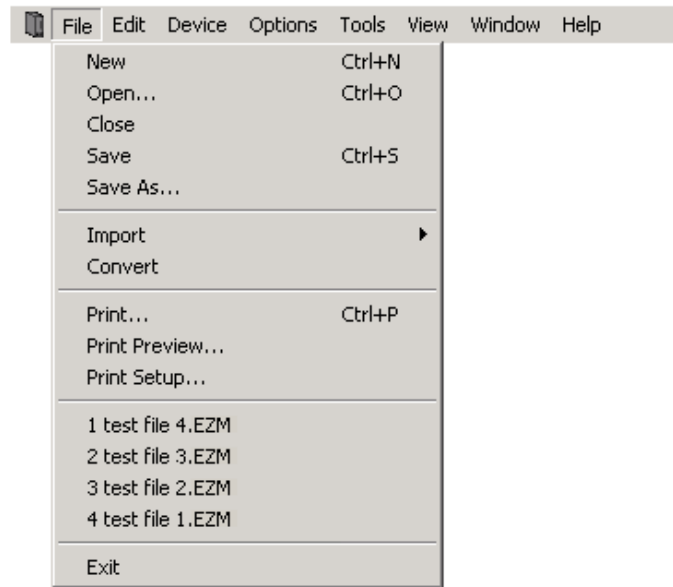 File Edit Device Options Tools View Window Help
New Ctrl+N
Open... Ctrl+O
Close
Save Ctrl+S
Save As...
Import
Convert
Print... Ctrl+P
Print Preview...
Print Setup...
1 test file 4.EZM
2 test file 3.EZM
3 test file 2.EZM
4 test file 1.EZM
Exit